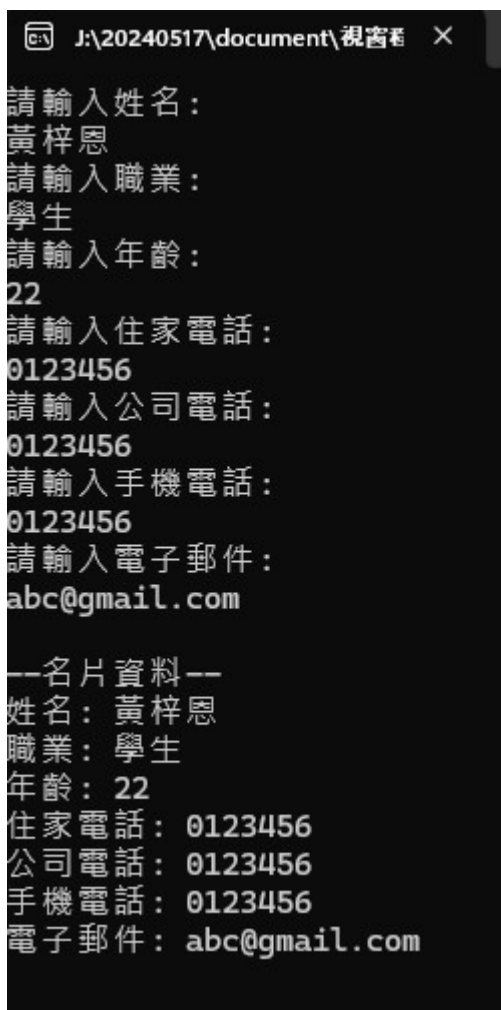 J:\20240517\document\視窗程
請輸入姓名:
黃梓恩
請輸入職業:
學生
請輸入年齡:
22
請輸入住家電話:
0123456
請輸入公司電話:
0123456
請輸入手機電話:
0123456
請輸入電子郵件:
abc@gmail.com
--名片資料--
姓名: 黃梓恩
職業: 學生
年齡: 22
住家電話: 0123456
公司電話: 0123456
手機電話: 0123456
電子郵件: abc@gmail.com